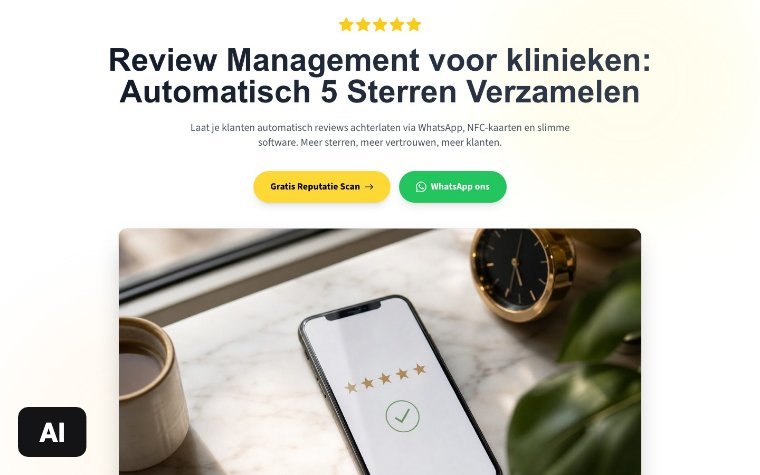 Review Management voor klinieken:
Automatisch 5 Sterren Verzamelen
Laat je klanten automatisch reviews achterlaten via WhatsApp, NFC-kaarten en slimme
software. Meer sterren, meer vertrouwen, meer klanten.
Gratis Reputatie Scan →
WhatsApp ons
AI